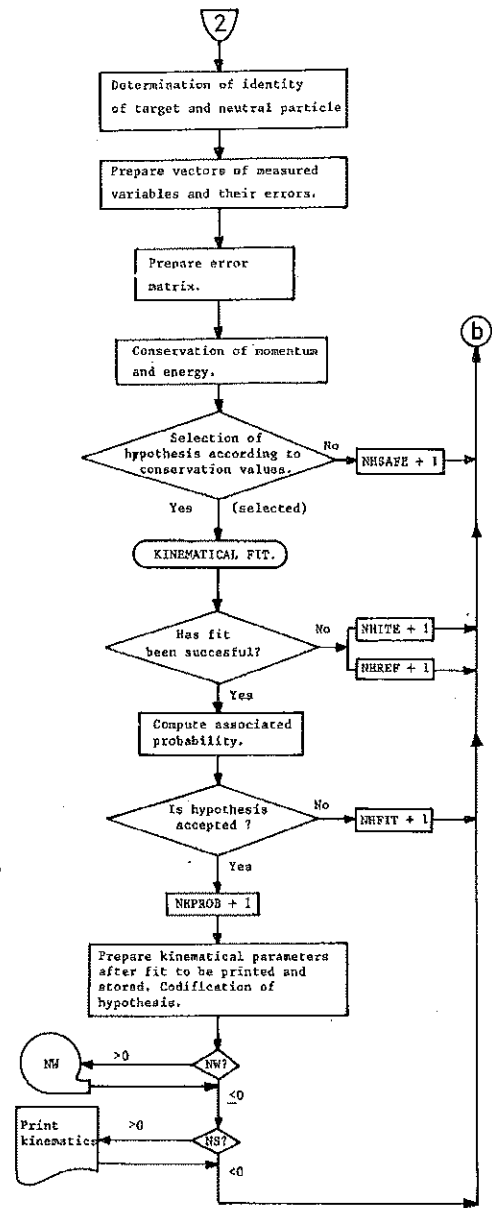 2
Determination of identity
of target and neutral particle
Prepare vectors of measured
variables and their errors.
Prepare error
matrix.
b
Conservation of momentum
and energy.
Selection of
hypothesis according to
conservation values.
No
NHSAFE + 1
Yes (selected)
KINEMATICAL FIT.
Has fit
been succesful?
No
NHITE + 1
NHREF + 1
Yes
Compute associated
probability.
Is hypothesis
accepted ?
No
NHFIT + 1
Yes
NHPROB + 1
Prepare kinematical parameters
after fit to be printed and
stored. Codification of
hypothesis.
NW
>0
NW?
≤0
Print
kinematics
>0
NS?
<0